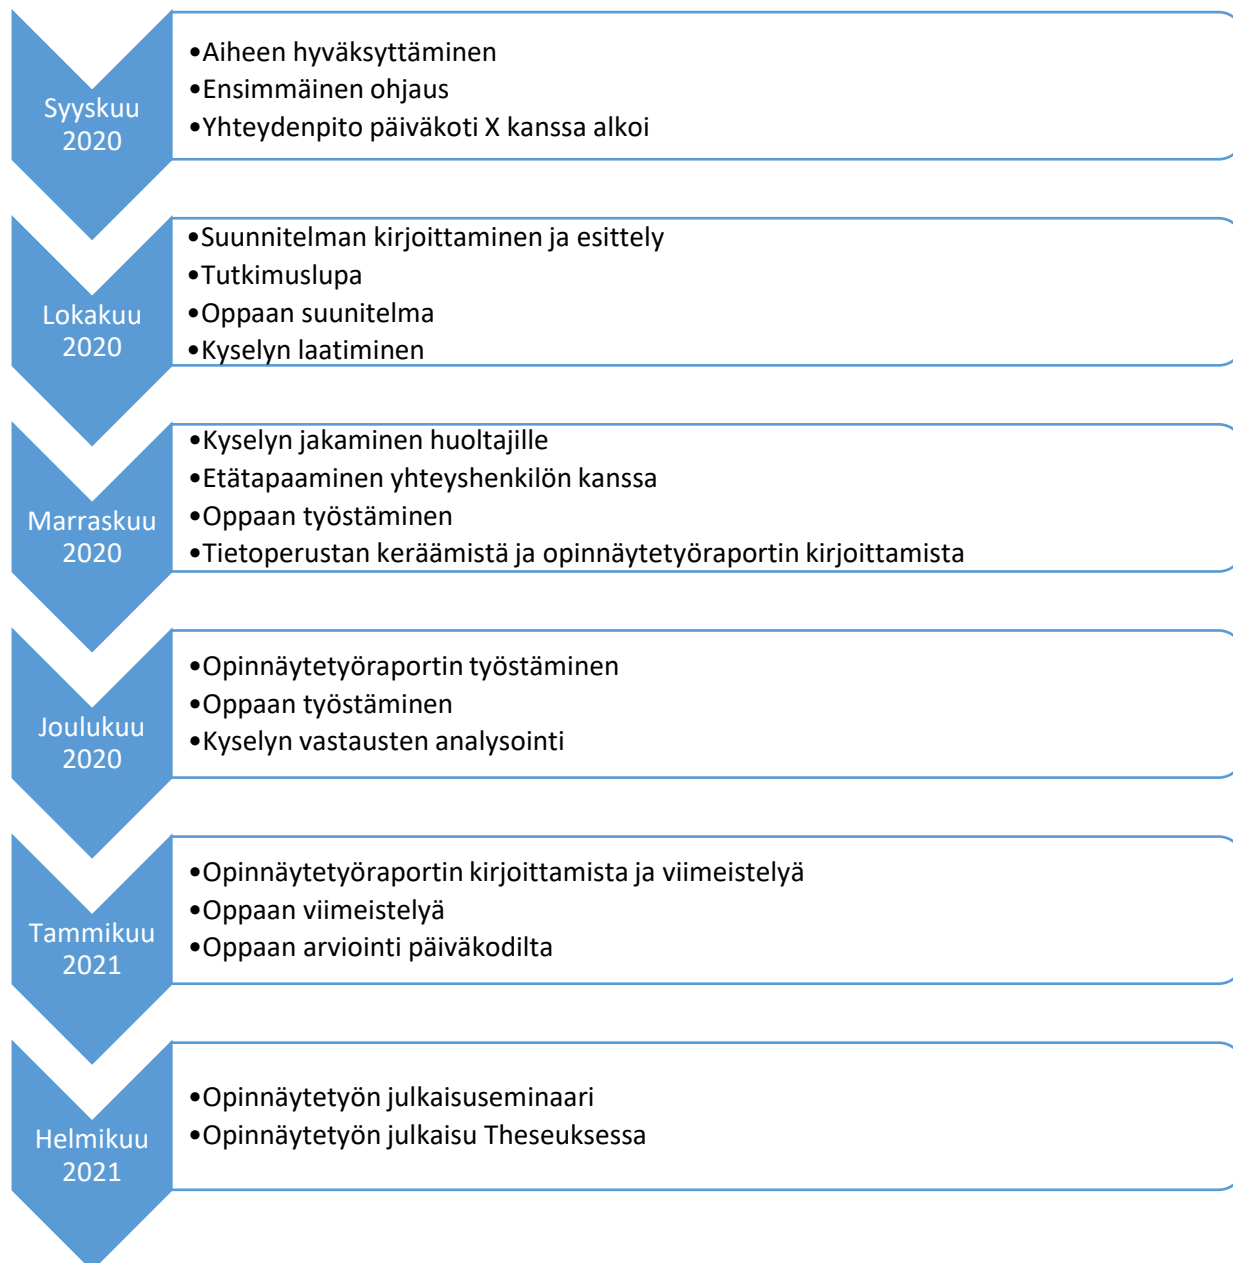 Syyskuu
2020
•Aiheen hyväksyttäminen
•Ensimmäinen ohjaus
•Yhteydenpito päiväkoti X kanssa alkoi
Lokakuu
2020
•Suunnitelman kirjoittaminen ja esittely
•Tutkimuslupa
•Oppaan suunitelma
•Kyselyn laatiminen
Marraskuu
2020
•Kyselyn jakaminen huoltajille
•Etätapaaminen yhteyshenkilön kanssa
•Oppaan työstäminen
•Tietoperustan keräämistä ja opinnäytetyöraportin kirjoittamista
Joulukuu
2020
•Opinnäytetyöraportin työstäminen
•Oppaan työstäminen
•Kyselyn vastausten analysointi
Tammikuu
2021
•Opinnäytetyöraportin kirjoittamista ja viimeistelyä
•Oppaan viimeistelyä
•Oppaan arviointi päiväkodilta
Helmikuu
2021
•Opinnäytetyön julkaisuseminaari
•Opinnäytetyön julkaisu Theseuksessa